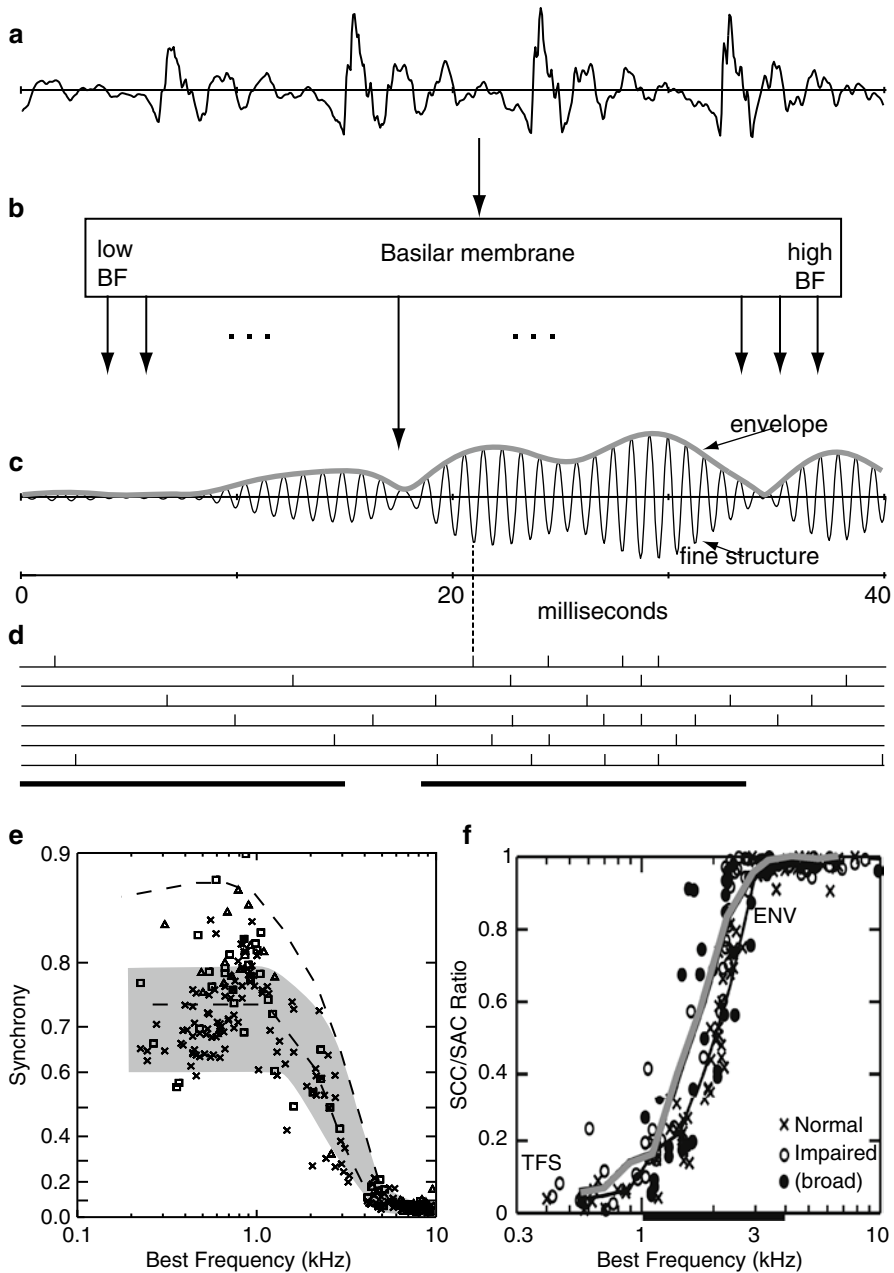 a
b
low
BF
Basilar membrane
high
BF
. . .
. . .
c
envelope
fine structure
0
20
40
milliseconds
d
e
0.9
0.8
0.7
0.6
0.4
0.2
0.0
Synchrony
0.1
1.0
10
Best Frequency (kHz)
f
1
0.8
0.6
0.4
0.2
0
SCC/SAC Ratio
ENV
TFS
Normal
Impaired
(broad)
0.3
1
3
10
Best Frequency (kHz)